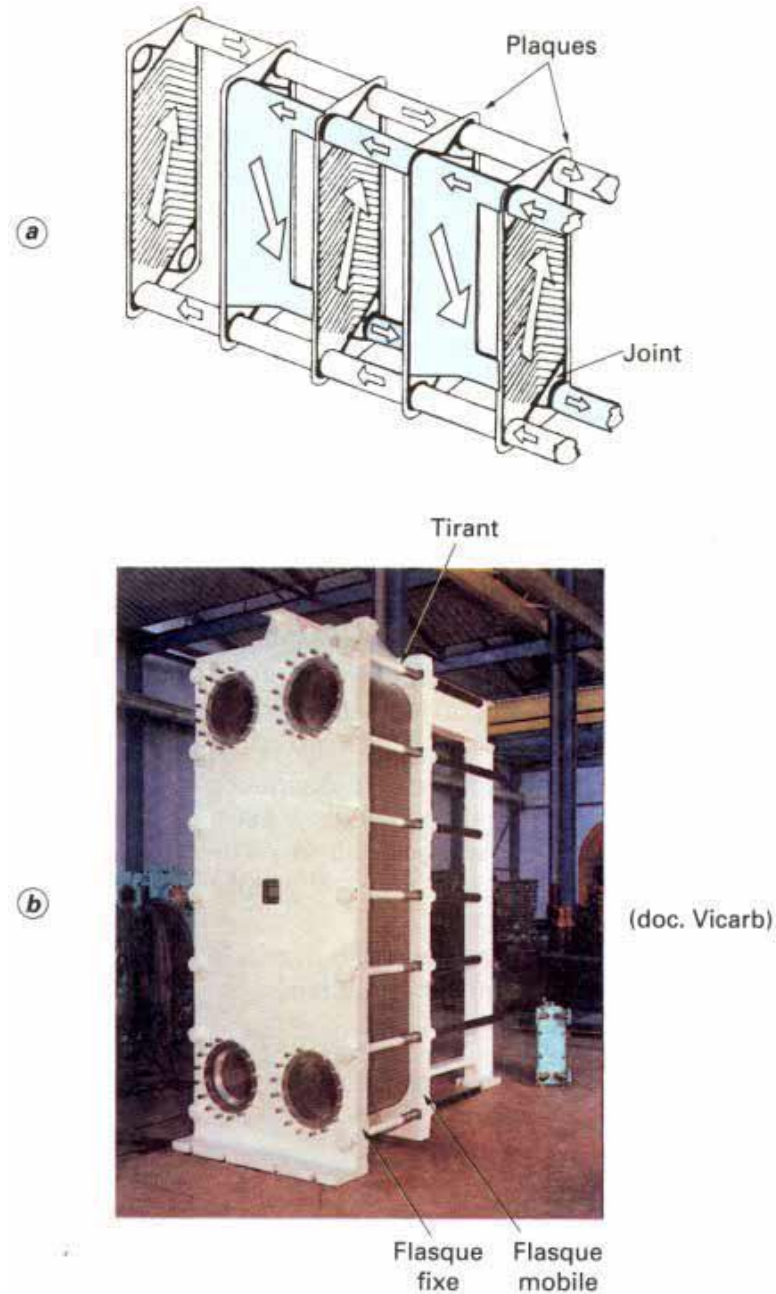 Plaques
a
Joint
Tirant
b
(doc. Vicarb)
Flasque
fixe
Flasque
mobile